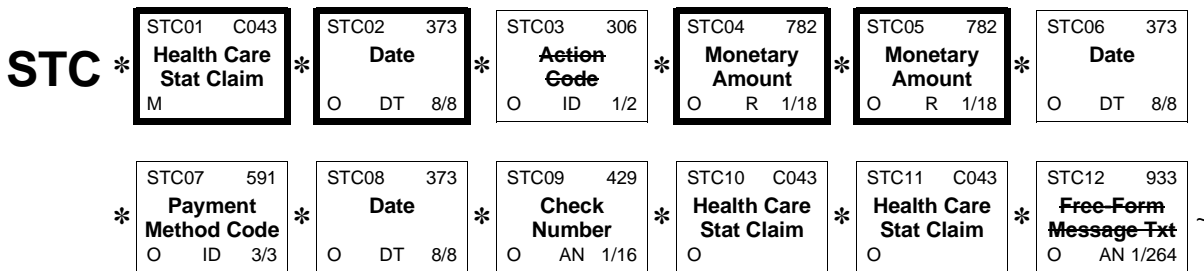 STC * STC01 C043 * STC02 373 * STC03 306 * STC04 782 * STC05 782 * STC06 373
Health Care Date Action Monetary Monetary Date
Stat Claim Code Amount Amount
M O DT 8/8 O ID 1/2 O R 1/18 O R 1/18 O DT 8/8
* STC07 591 * STC08 373 * STC09 429 * STC10 C043 * STC11 C043 * STC12 933 ~
Payment Date Check Health Care Health Care Free-Form
Method Code Number Stat Claim Stat Claim Message Txt
O ID 3/3 O DT 8/8 O AN 1/16 O O O AN 1/264